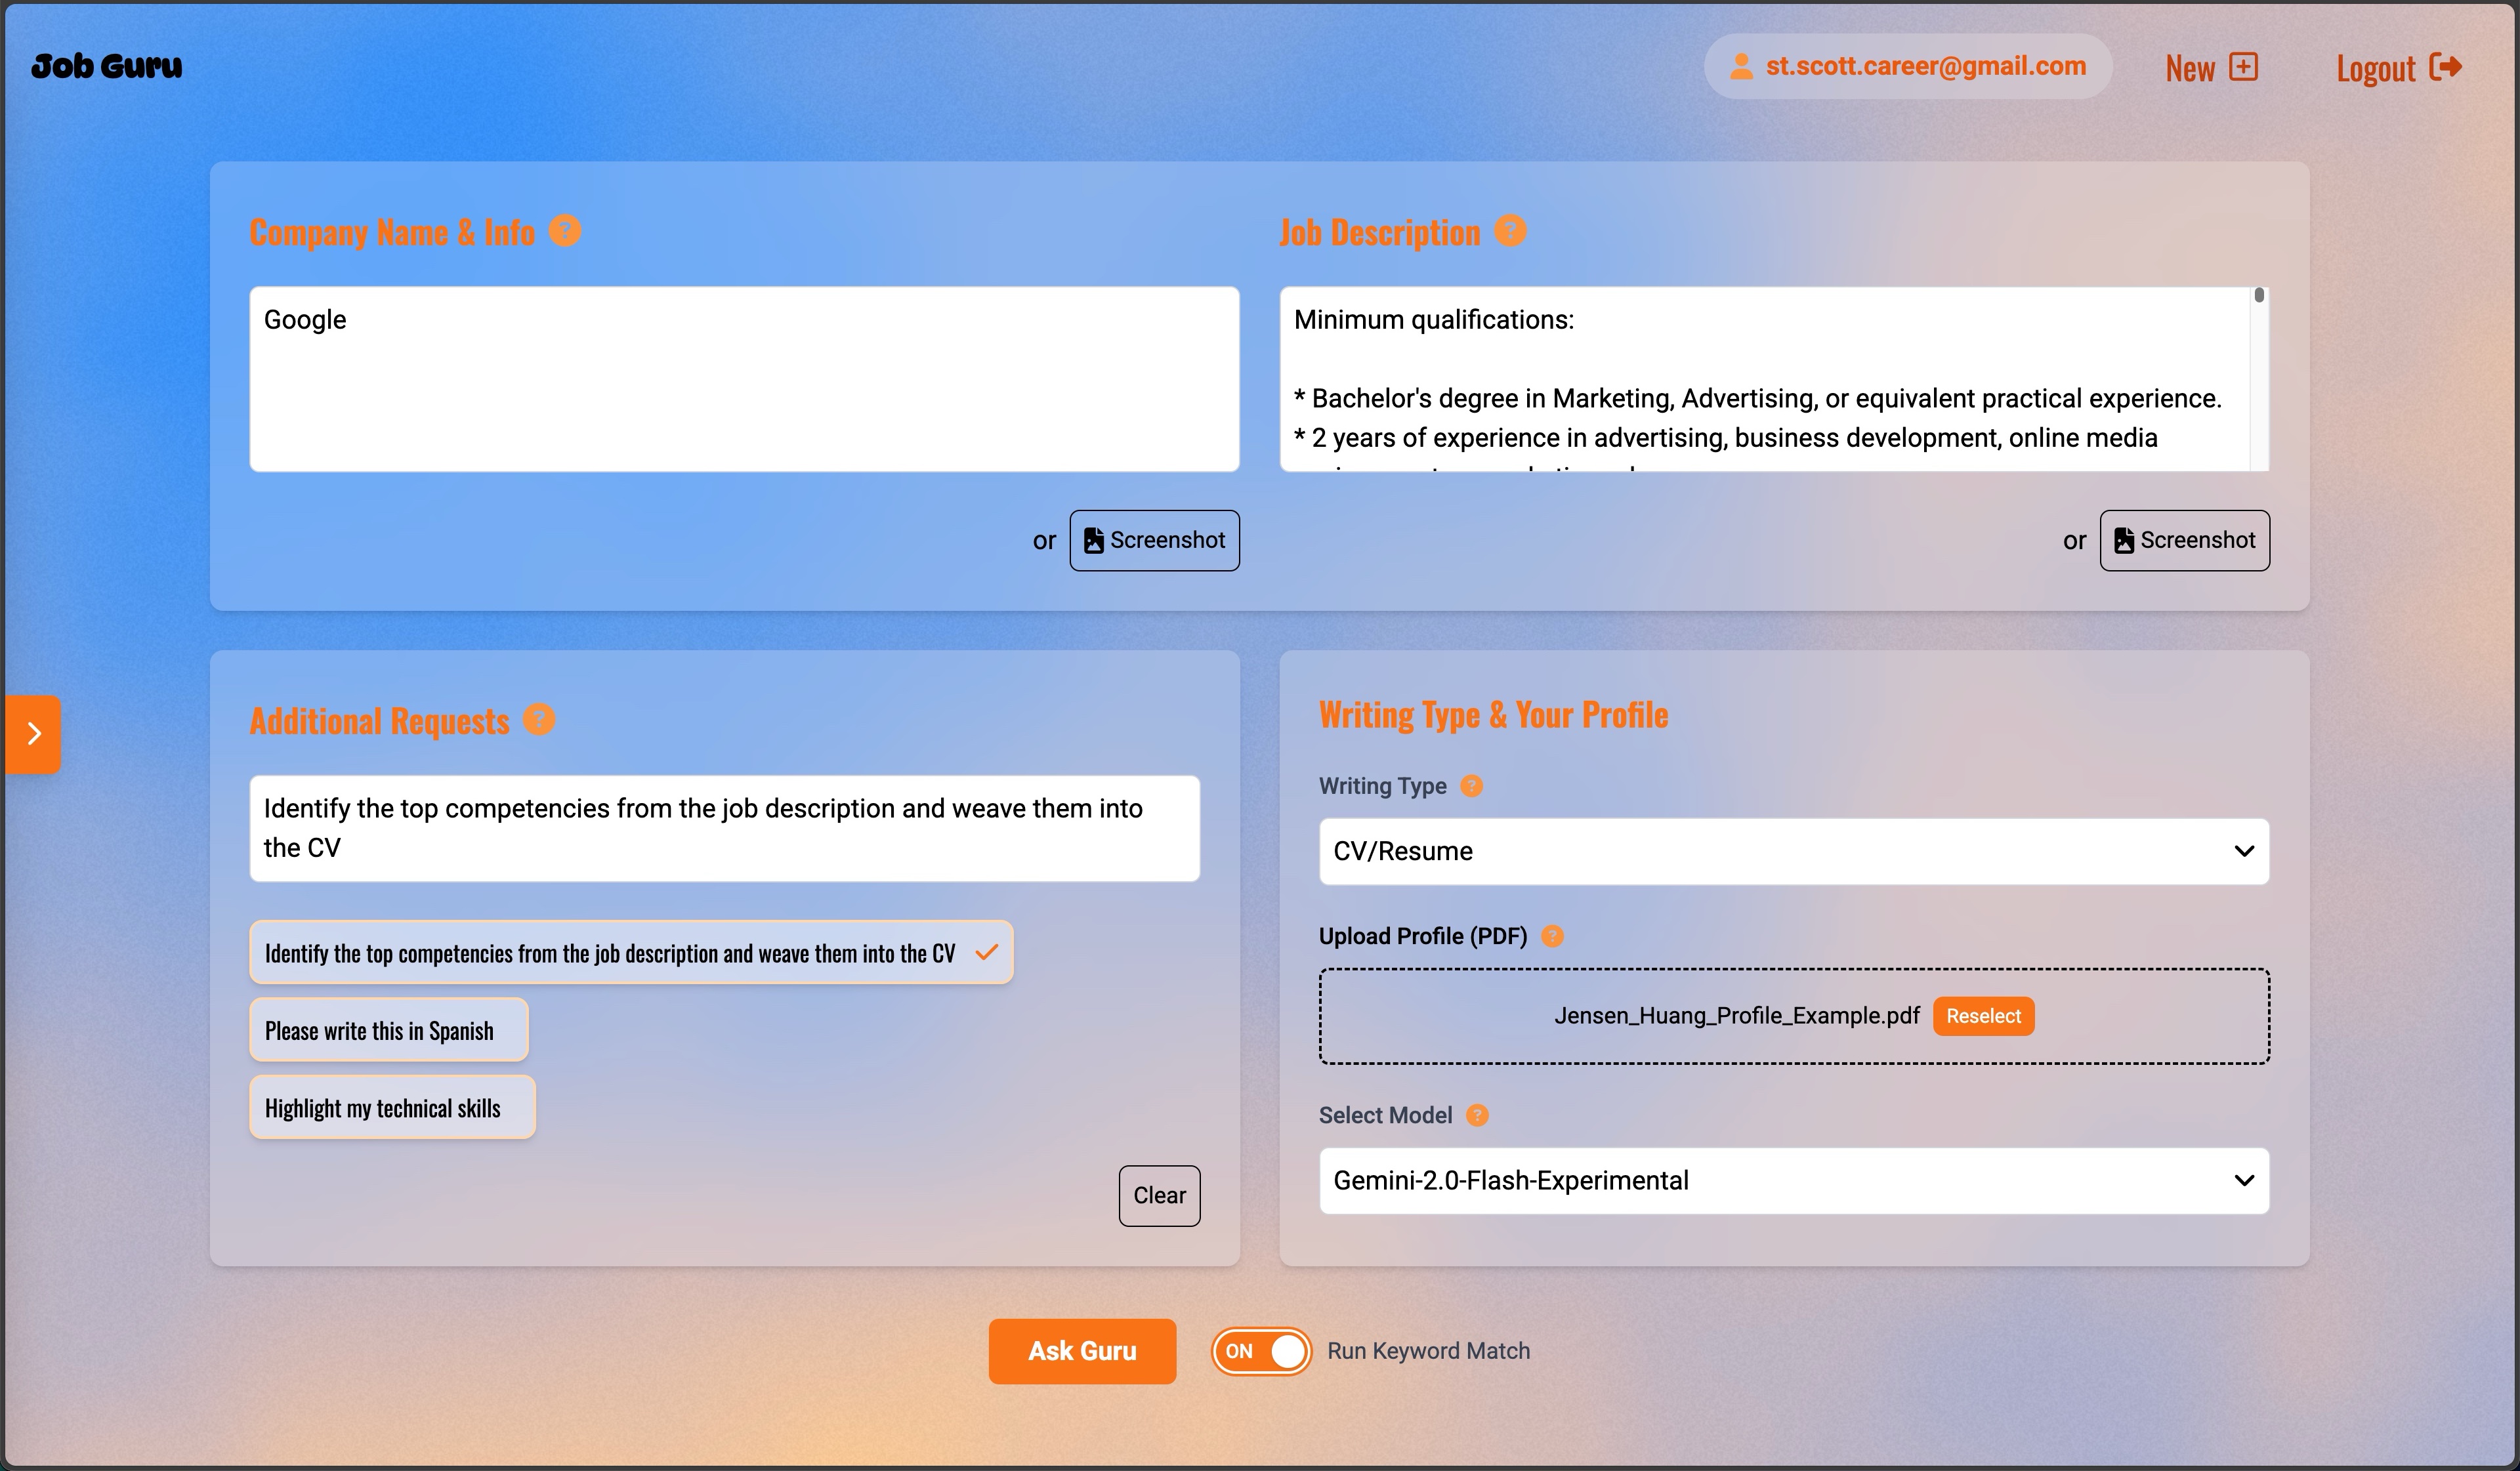 Job Guru
st.scott.career@gmail.com
New
Logout
Company Name & Info ?
Google
or Screenshot
Job Description ?
Minimum qualifications:
* Bachelor's degree in Marketing, Advertising, or equivalent practical experience.
* 2 years of experience in advertising, business development, online media
or Screenshot
Additional Requests ?
Identify the top competencies from the job description and weave them into
the CV
Identify the top competencies from the job description and weave them into the CV
Please write this in Spanish
Highlight my technical skills
Clear
Writing Type & Your Profile
Writing Type ?
CV/Resume
Upload Profile (PDF) ?
Jensen_Huang_Profile_Example.pdf Reselect
Select Model ?
Gemini-2.0-Flash-Experimental
Ask Guru
ON Run Keyword Match